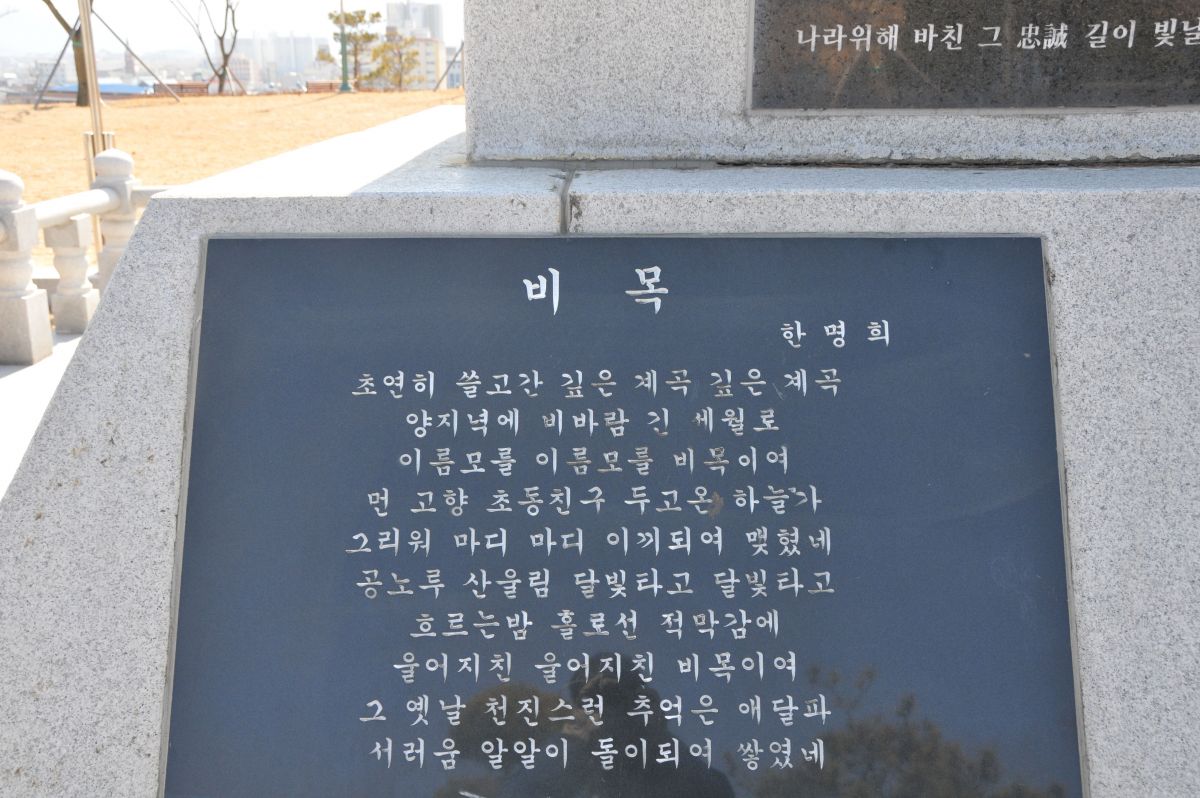 나라위해 바친 그 忠誠 길이 빛날
비 목
한 명 희
초연히 쓸고간 깊은 계곡 깊은 계곡
양지녘에 비바람 긴 세월로
이름모를 이름모를 비목이여
먼 고향 초동친구 두고온 하늘가
그리워 마디 마디 이끼되여 맺혔네
공노루 산울림 달빛타고 달빛타고
흐르는밤 홀로선 적막감에
울어지친 울어지친 비목이여
그 옛날 천진스런 추억은 애달파
서러움 알알이 돌이되여 쌓였네